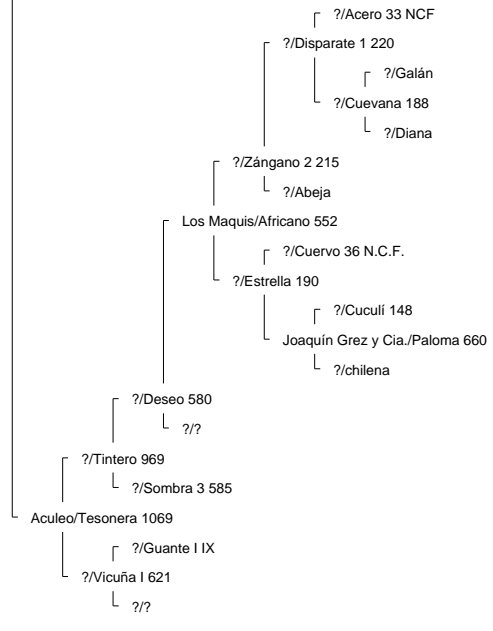 ?/Acero 33 NCF
?/Disparate 1 220
?/Galán
?/Cuevana 188
?/Diana
?/Zángano 2 215
?/Abeja
Los Maquis/Africano 552
?/Cuervo 36 N.C.F.
?/Estrella 190
?/Cuculí 148
Joaquín Grez y Cia./Paloma 660
?/chilena
?/Deseo 580
?/?
?/Tintero 969
?/Sombra 3 585
Aculeo/Tesonera 1069
?/Guante I IX
?/Vicuña I 621
?/?